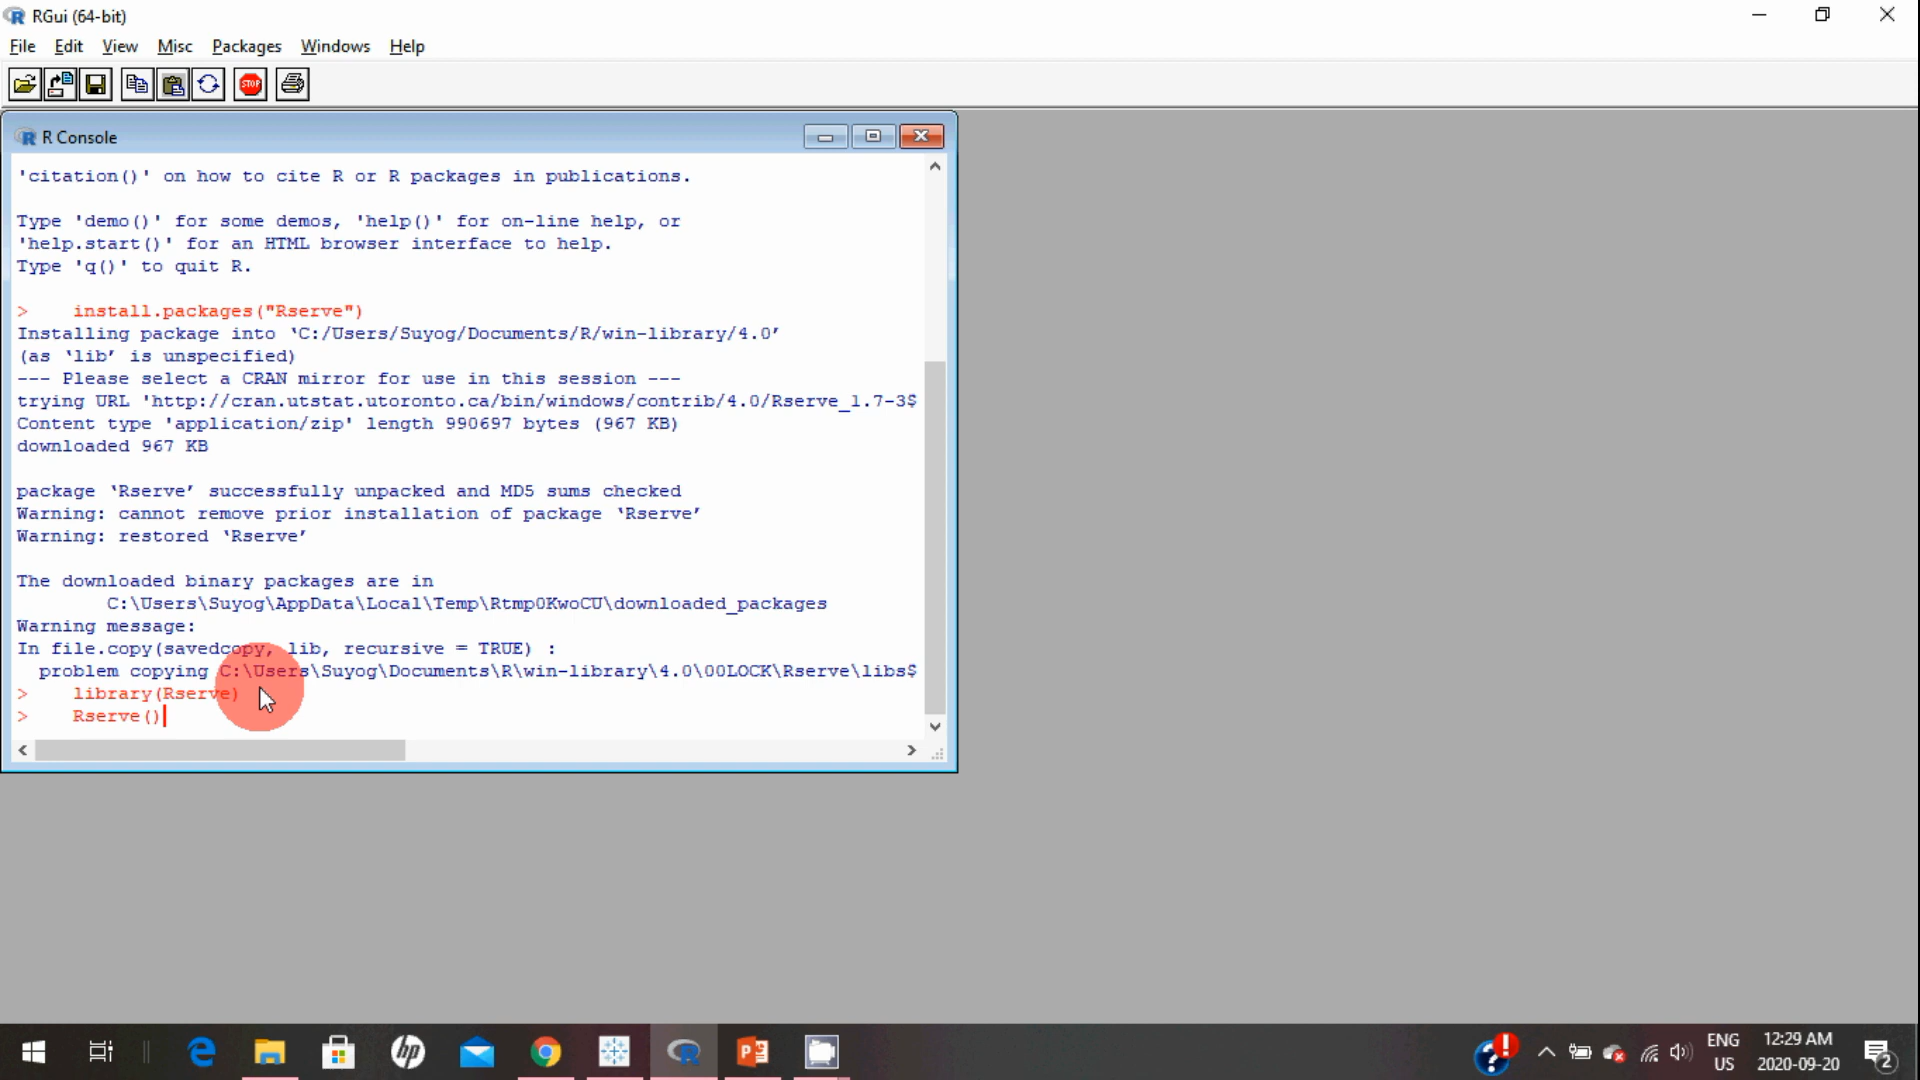 RGui (64-bit)
File Edit View Misc Packages Windows Help
STOP
R Console
'citation()' on how to cite R or R packages in publications.
Type 'demo()' for some demos, 'help()' for on-line help, or
'help.start()' for an HTML browser interface to help.
Type 'q()' to quit R.
> install.packages("Rserve")
Installing package into ‘C:/Users/Suyog/Documents/R/win-library/4.0’
(as ‘lib’ is unspecified)
--- Please select a CRAN mirror for use in this session ---
trying URL 'http://cran.utstat.utoronto.ca/bin/windows/contrib/4.0/Rserve_1.7-3$
Content type 'application/zip' length 990697 bytes (967 KB)
downloaded 967 KB
package ‘Rserve’ successfully unpacked and MD5 sums checked
Warning: cannot remove prior installation of package ‘Rserve’
Warning: restored ‘Rserve’
The downloaded binary packages are in
C:\Users\Suyog\AppData\Local\Temp\Rtmp0KwoCU\downloaded_packages
Warning message:
In file.copy(savedcopy, lib, recursive = TRUE) :
problem copying C:\Users\Suyog\Documents\R\win-library\4.0\00LOCK\Rserve\libs$
> library(Rserve)
> Rserve()
ENG
US
12:29 AM
2020-09-20
2